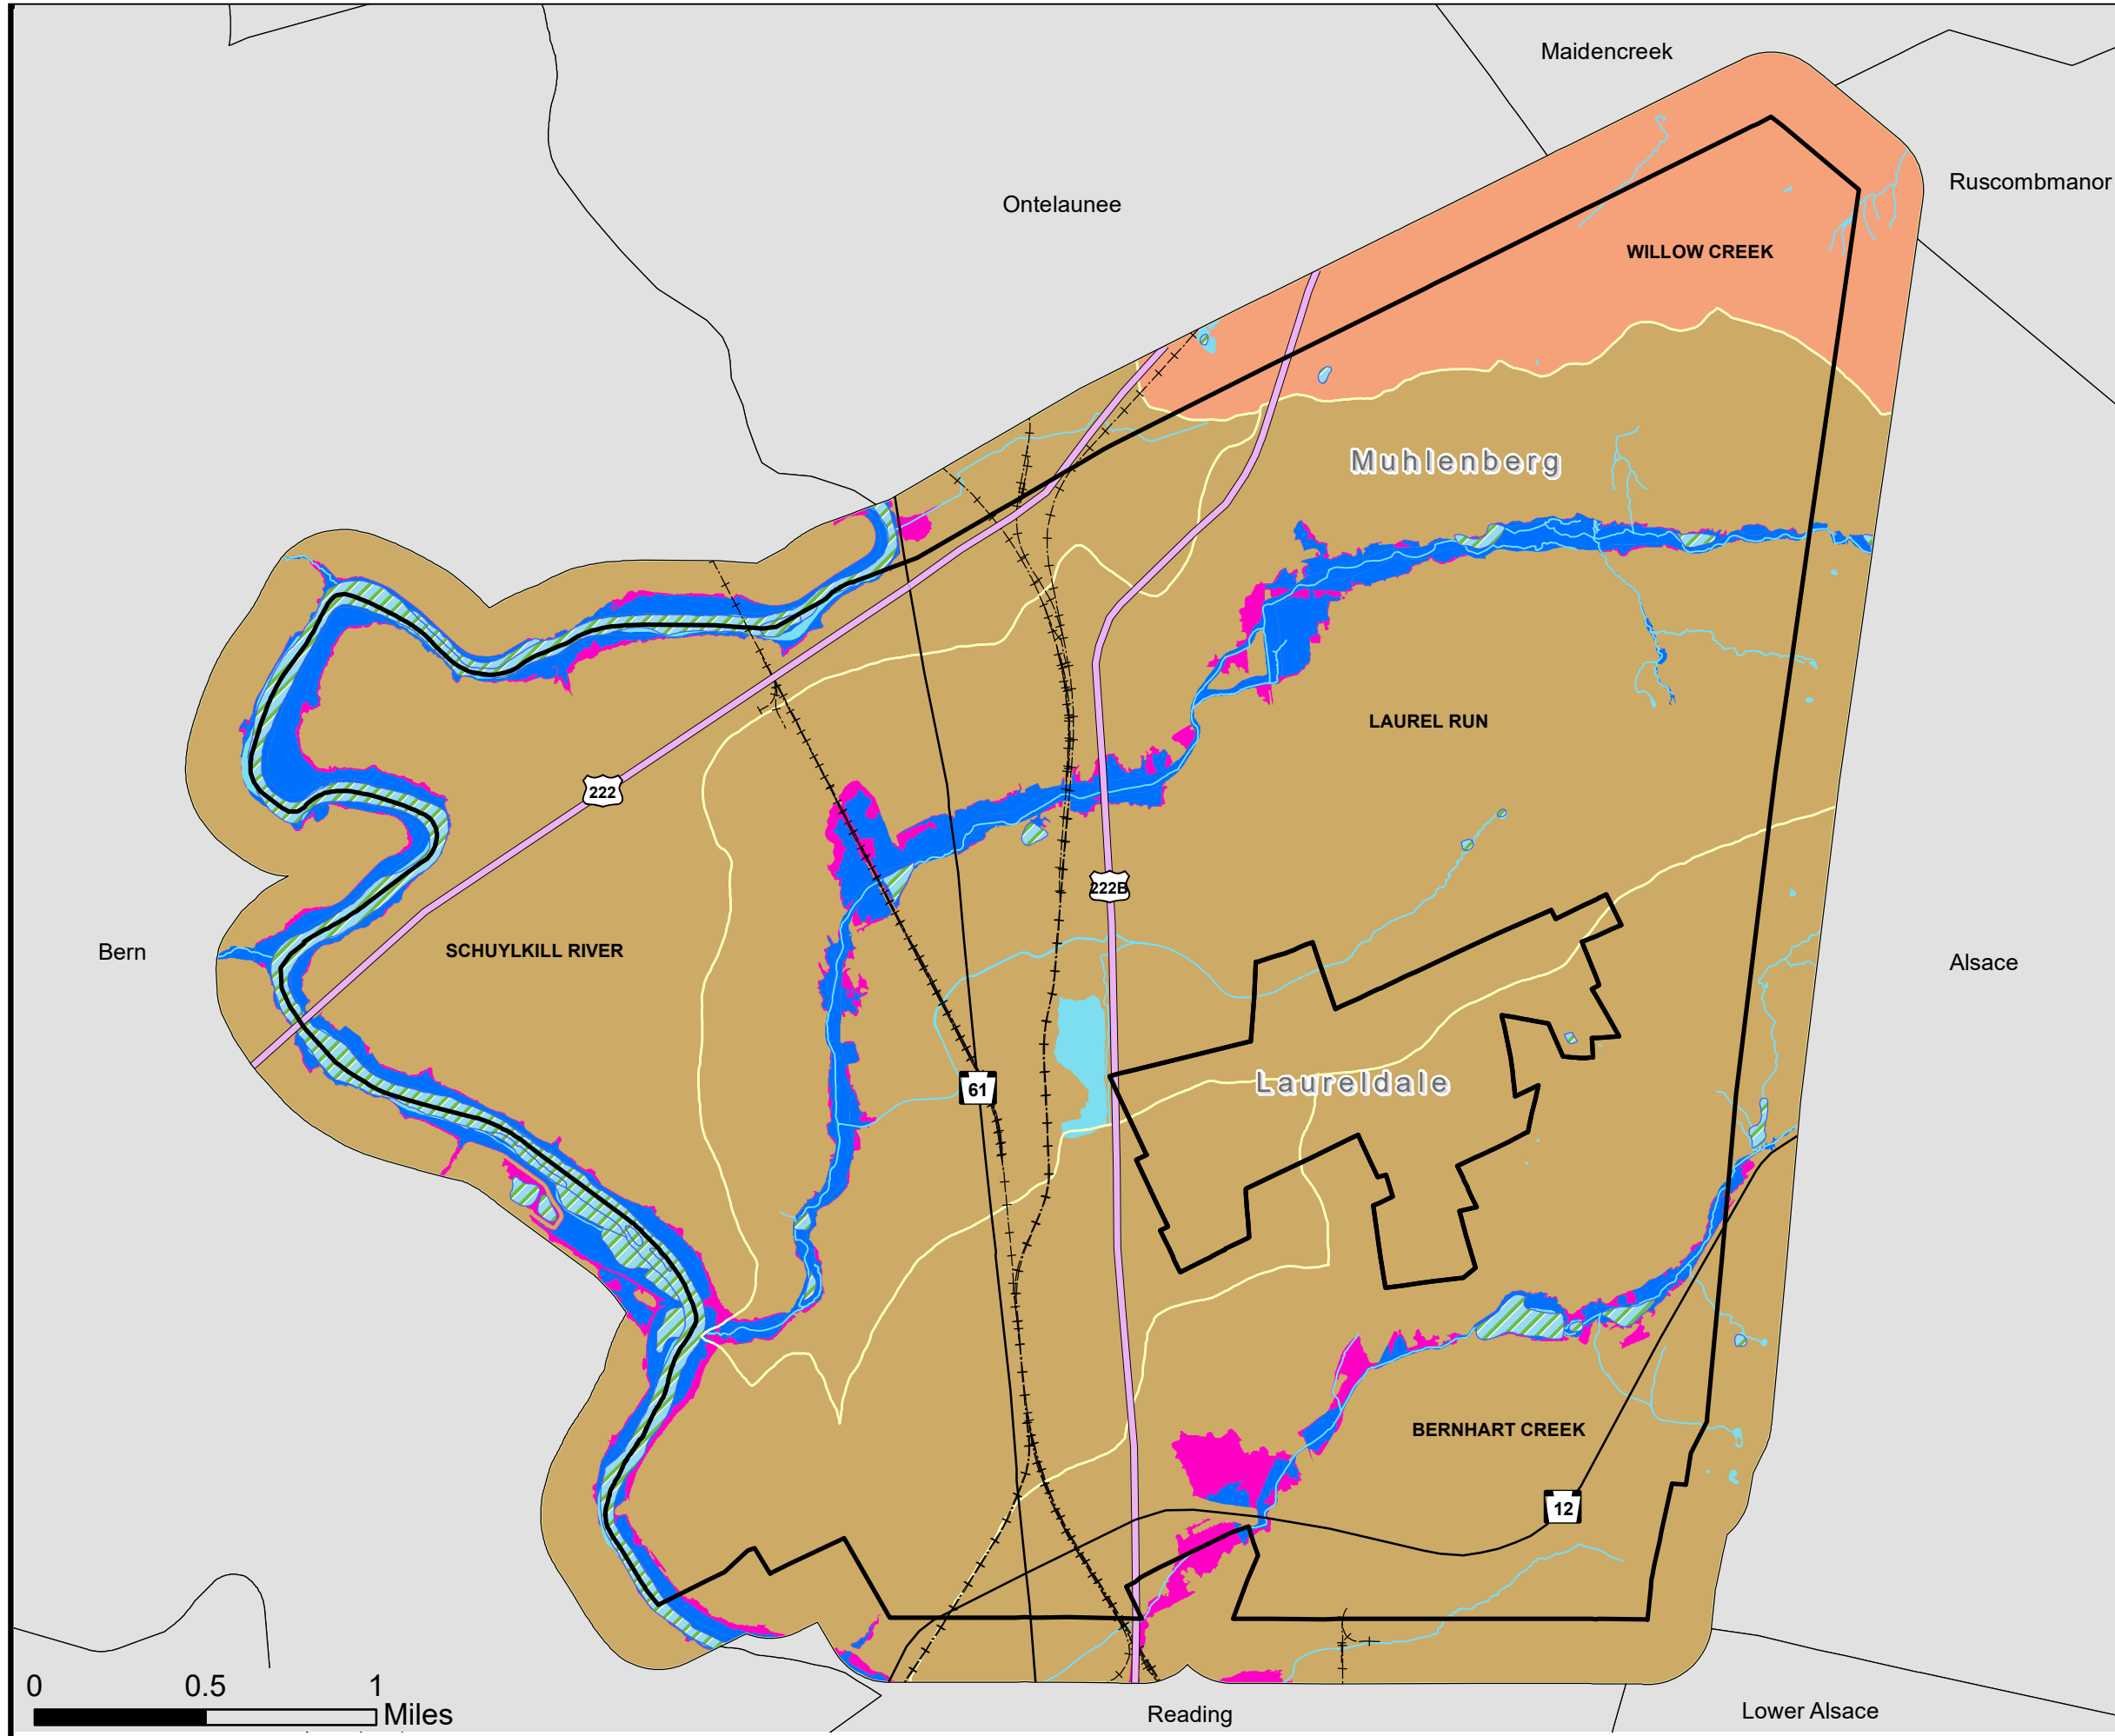 Maidencreek
Ruscombmanor
Ontelaunee
WILLOW CREEK
Muhlenberg
LAUREL RUN
222
222B
Bern
SCHUYLKILL RIVER
Alsace
61
Laureldale
BERNHART CREEK
12
0 0.5 1
Miles
Reading
Lower Alsace